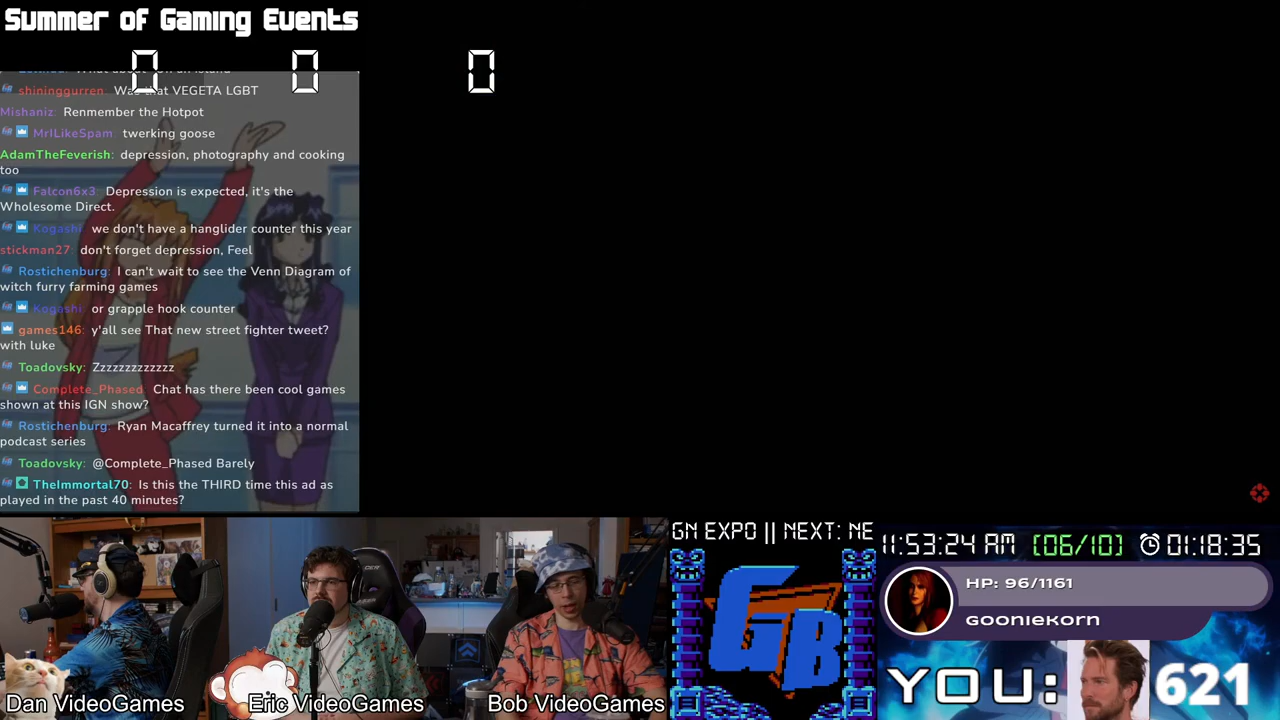 Summer of Gaming Events
0 0 0
shininggurren: Was that VEGETA LGBT
Mishaniz: Renmember the Hotpot
MrILikeSpam: twerking goose
AdamTheFeverish: depression, photography and cooking
too
Falcon6x3: Depression is expected, it's the
Wholesome Direct.
Kogashi: we don't have a hanglider counter this year
stickman27: don't forget depression, Feel
Rostichenburg: I can't wait to see the Venn Diagram of
witch furry farming games
Kogashi: or grapple hook counter
games146: y'all see That new street fighter tweet?
with luke
Toadovsky: Zzzzzzzzzzzzz
Complete_Phased: Chat has there been cool games
shown at this IGN show?
Rostichenburg: Ryan Macaffrey turned it into a normal
podcast series
Toadovsky: @Complete_Phased Barely
TheImmortal70: Is this the THIRD time this ad as
played in the past 40 minutes?
GN EXPO || NEXT: NE
11:53:24 AM [06/10] 01:18:35
HP: 96/1161
GOONIEKORN
GB
YOU: 621
Dan VideoGames
Eric VideoGames
Bob VideoGames